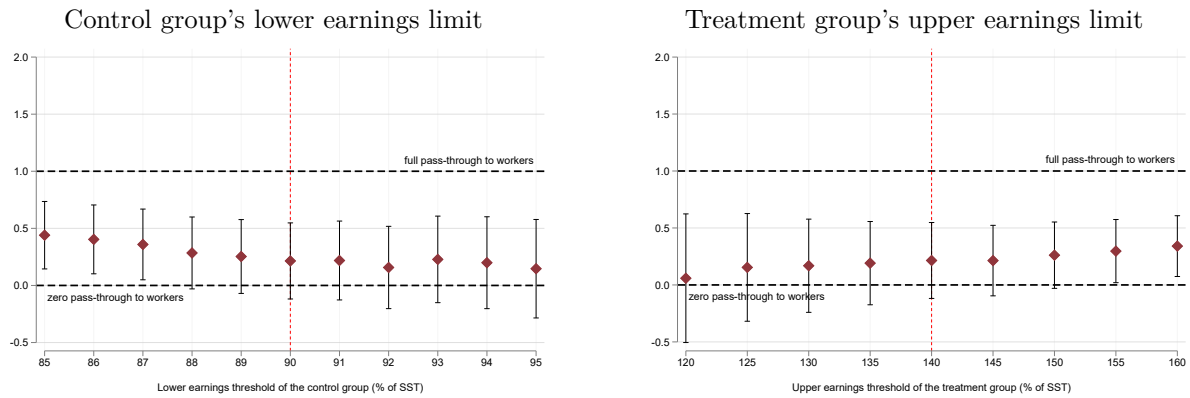 Control group's lower earnings limit
2.0
1.5
full pass-through to workers
1.0
0.5
0.0
zero pass-through to workers
-0.5
85 86 87 88 89 90 91 92 93 94 95
Lower earnings threshold of the control group (% of SST)
Treatment group's upper earnings limit
2.0
1.5
full pass-through to workers
1.0
0.5
0.0
zero pass-through to workers
-0.5
120 125 130 135 140 145 150 155 160
Upper earnings threshold of the treatment group (% of SST)